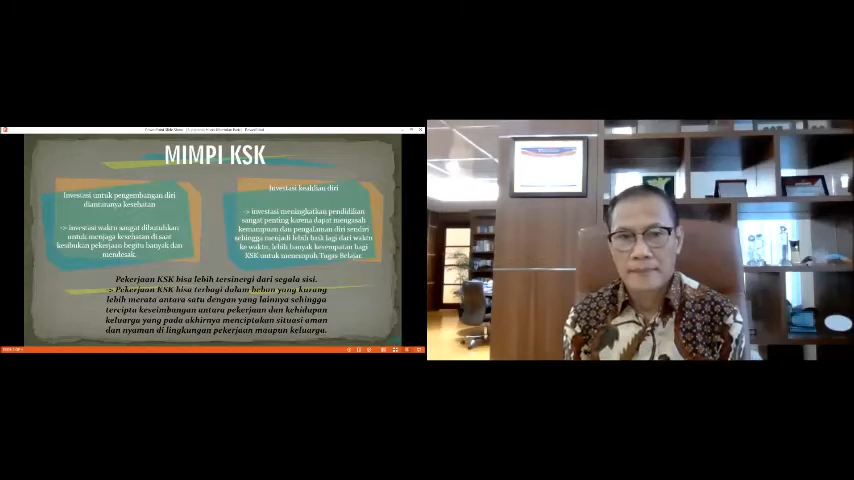 MIMPI KSK
Investasi untuk pengembangan diri
diantaranya kesehatan
-> investasi waktu sangat dibutuhkan
untuk menjaga kesehatan di saat
kesibukan pekerjaan begitu banyak dan
mendesak.
Investasi keahlian diri
-> investasi meningkatkan pendidikan
sangat penting karena dapat mengasah
kemampuan dan pengalaman diri sendiri
sehingga menjadi lebih baik lagi dari waktu
ke waktu, lebih banyak kesempatan bagi
KSK untuk menempuh Tugas Belajar.
Pekerjaan KSK bisa lebih tersinergi dari segala sisi.
-> Pekerjaan KSK bisa terbagi dalam beban yang kurang
lebih merata antara satu dengan yang lainnya sehingga
tercipta keseimbangan antara pekerjaan dan kehidupan
keluarga yang pada akhirnya menciptakan situasi aman
dan nyaman di lingkungan pekerjaan maupun keluarga.